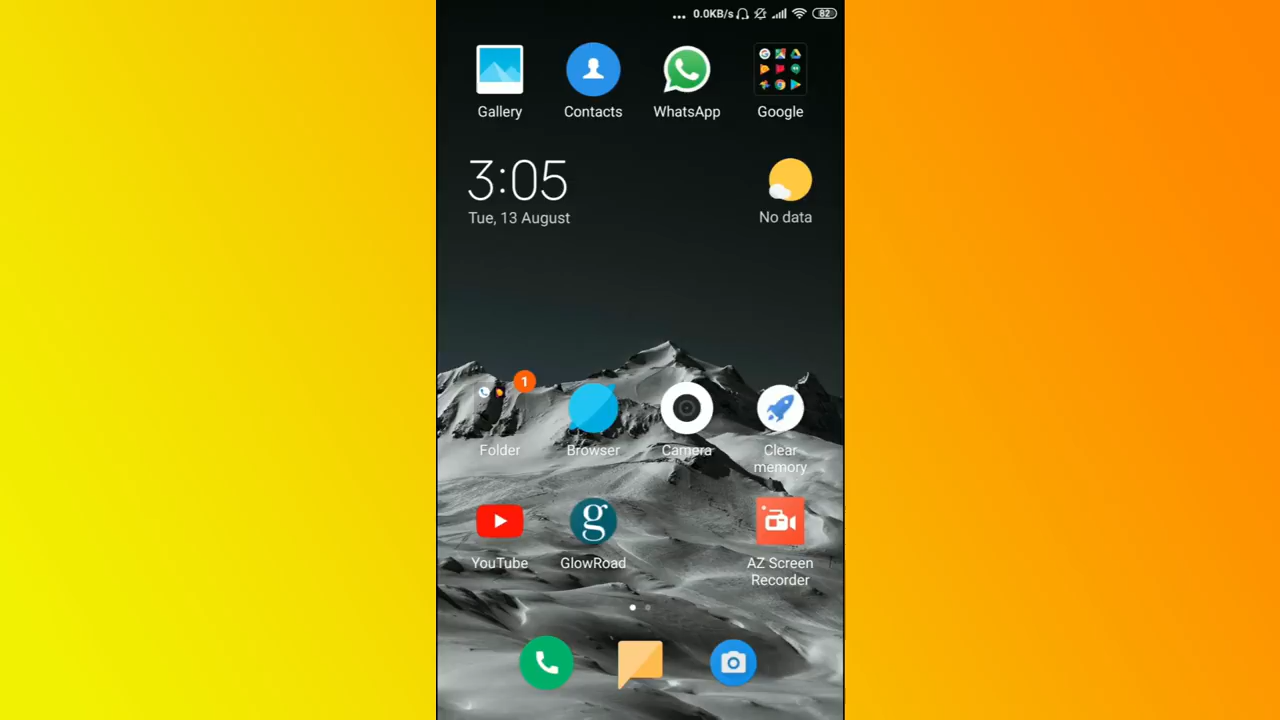 ... 0.0KB/s 82
Gallery Contacts WhatsApp Google
3:05
Tue, 13 August No data
1
Folder Browser Camera Clear
memory
g
YouTube GlowRoad AZ Screen
Recorder